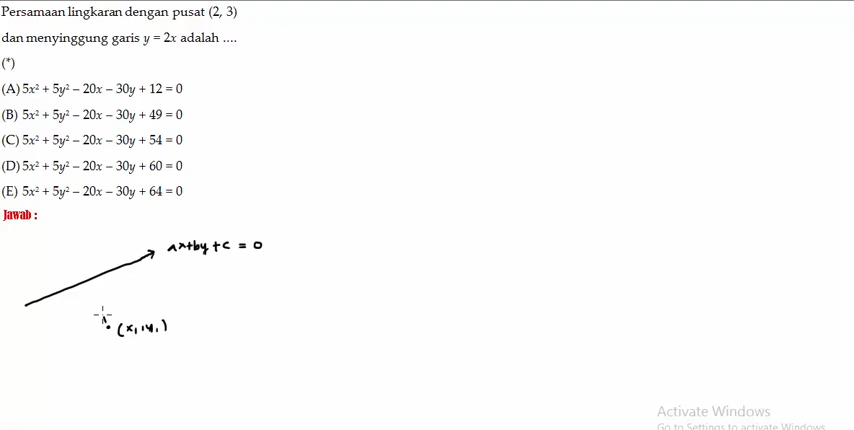 Persamaan lingkaran dengan pusat (2, 3)
dan menyinggung garis y = 2x adalah ....
(*)
(A) 5x² + 5y² – 20x – 30y + 12 = 0
(B) 5x² + 5y² – 20x – 30y + 49 = 0
(C) 5x² + 5y² – 20x – 30y + 54 = 0
(D) 5x² + 5y² – 20x – 30y + 60 = 0
(E) 5x² + 5y² – 20x – 30y + 64 = 0
Jawab :
ax+by+c = 0
(x₁,y₁)
Activate Windows
Go to Settings to activate Windows.